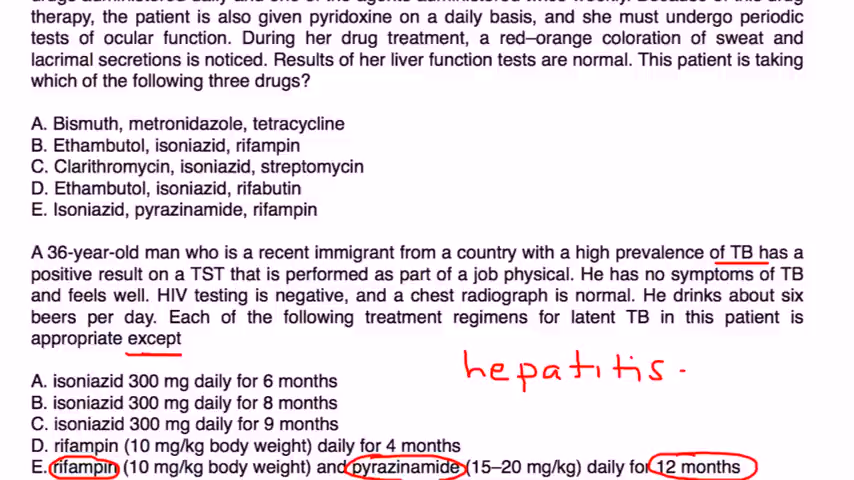 drugs administered daily and one of the agents administered twice weekly. Because of this drug
therapy, the patient is also given pyridoxine on a daily basis, and she must undergo periodic
tests of ocular function. During her drug treatment, a red–orange coloration of sweat and
lacrimal secretions is noticed. Results of her liver function tests are normal. This patient is taking
which of the following three drugs?
A. Bismuth, metronidazole, tetracycline
B. Ethambutol, isoniazid, rifampin
C. Clarithromycin, isoniazid, streptomycin
D. Ethambutol, isoniazid, rifabutin
E. Isoniazid, pyrazinamide, rifampin
A 36-year-old man who is a recent immigrant from a country with a high prevalence of TB has a
positive result on a TST that is performed as part of a job physical. He has no symptoms of TB
and feels well. HIV testing is negative, and a chest radiograph is normal. He drinks about six
beers per day. Each of the following treatment regimens for latent TB in this patient is
appropriate except
hepatitis.
A. isoniazid 300 mg daily for 6 months
B. isoniazid 300 mg daily for 8 months
C. isoniazid 300 mg daily for 9 months
D. rifampin (10 mg/kg body weight) daily for 4 months
E. rifampin (10 mg/kg body weight) and pyrazinamide (15–20 mg/kg) daily for 12 months